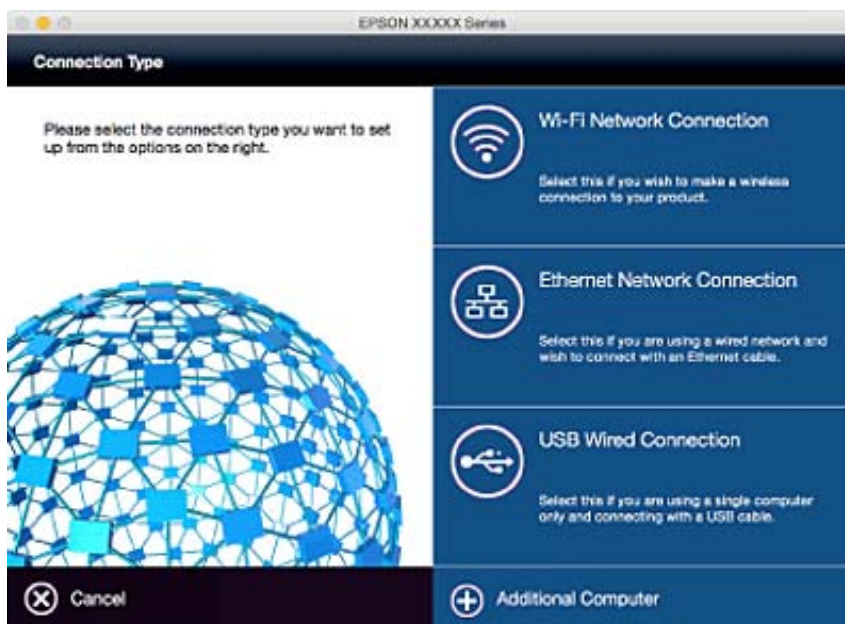 EPSON XXXXX Series
Connection Type
Please select the connection type you want to set
up from the options on the right.
Wi-Fi Network Connection
Select this if you wish to make a wireless
connection to your product.
Ethernet Network Connection
Select this if you are using a wired network and
wish to connect with an Ethernet cable.
USB Wired Connection
Select this if you are using a single computer
only and connecting with a USB cable.
Cancel
Additional Computer